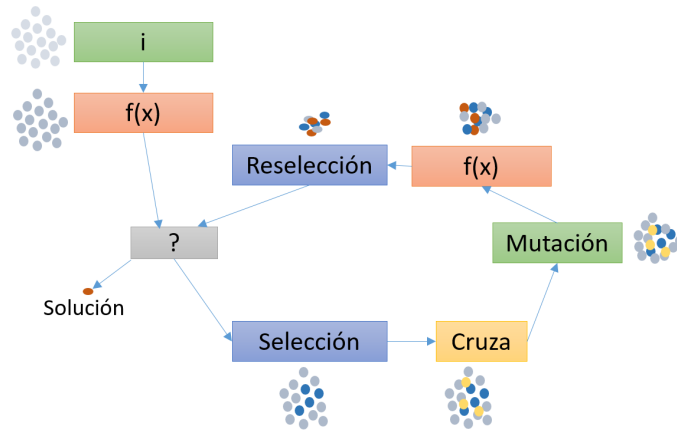 i
f(x)
Reselección
f(x)
?
Mutación
Solución
Selección
Cruza